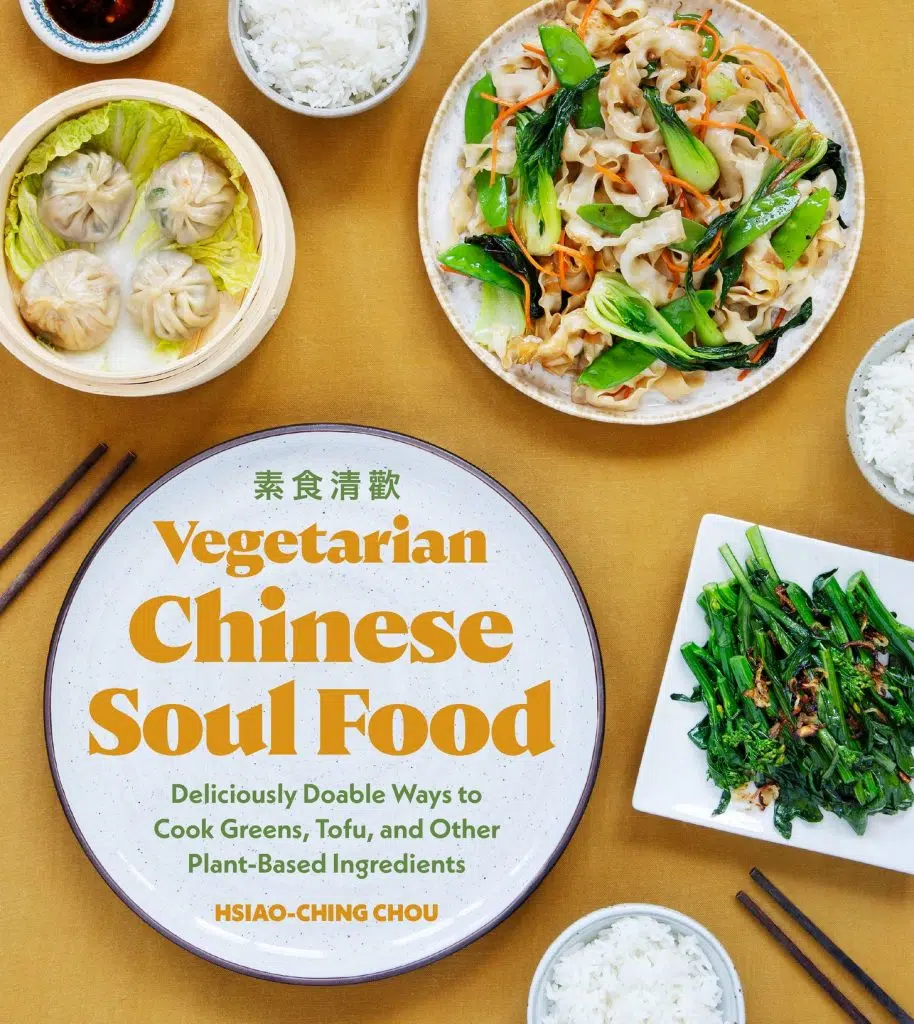 素食清歡
Vegetarian
Chinese
Soul Food
Deliciously Doable Ways to
Cook Greens, Tofu, and Other
Plant-Based Ingredients
HSIAO-CHING CHOU